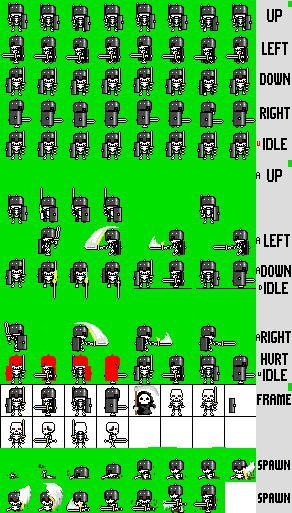 UP
LEFT
DOWN
RIGHT
U IDLE
A UP
A LEFT
A DOWN
D IDLE
A RIGHT
HURT
IDLE
FRAME
SPAWN
SPAWN